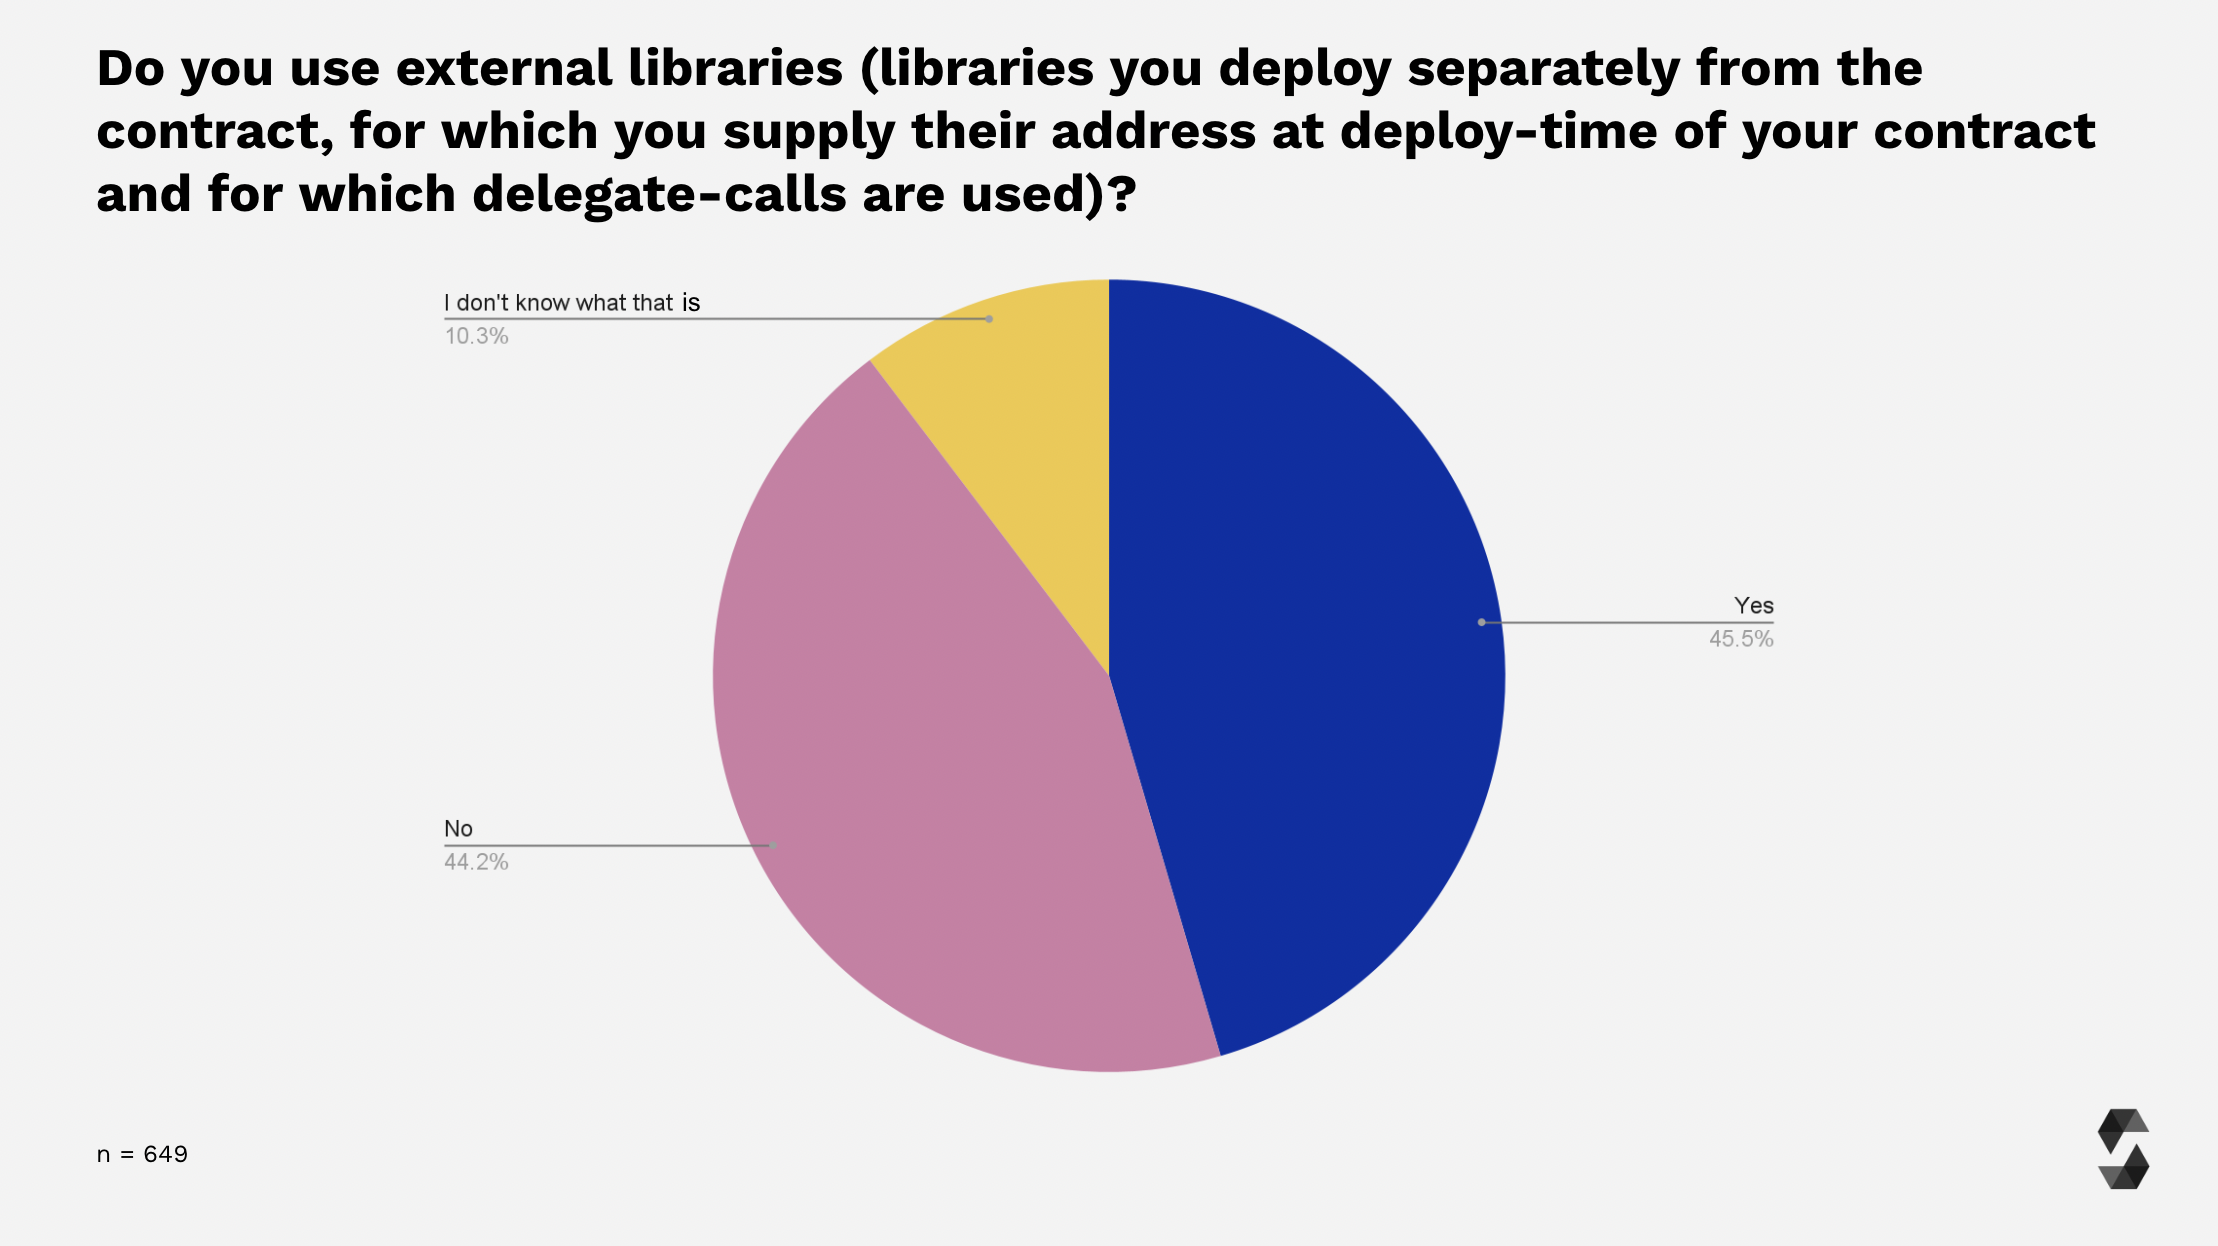 Do you use external libraries (libraries you deploy separately from the
contract, for which you supply their address at deploy-time of your contract
and for which delegate-calls are used)?
I don't know what that is
10.3%
Yes
45.5%
No
44.2%
n = 649